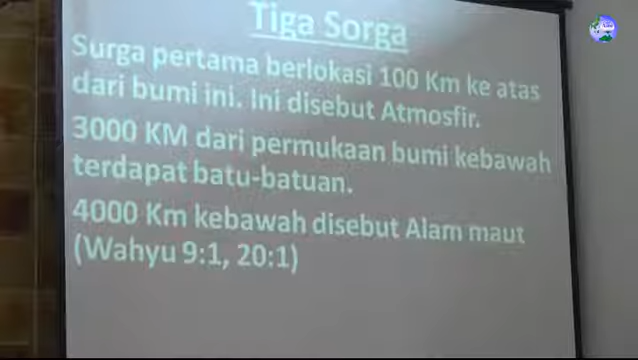 Tiga Sorga
Surga pertama berlokasi 100 Km ke atas
dari bumi ini. Ini disebut Atmosfir.
3000 KM dari permukaan bumi kebawah
terdapat batu-batuan.
4000 Km kebawah disebut Alam maut
(Wahyu 9:1, 20:1)